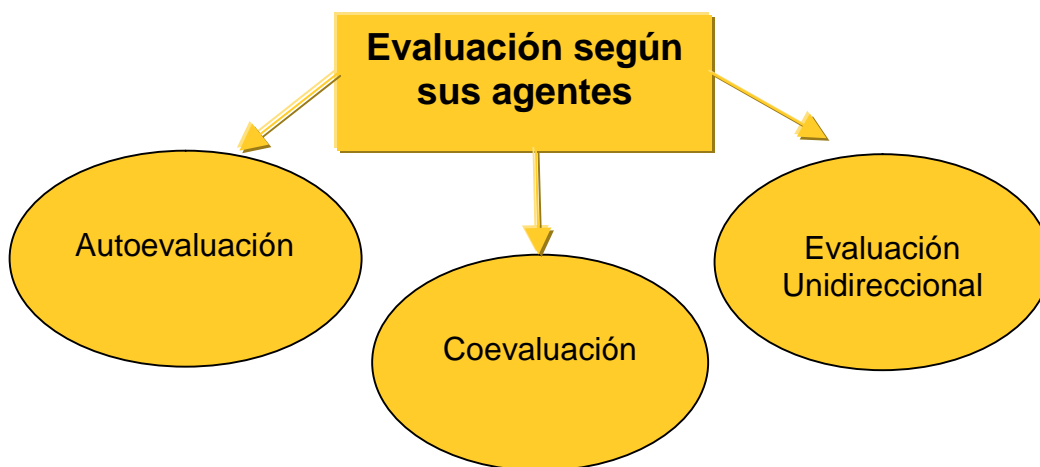 Evaluación según
sus agentes
Autoevaluación
Coevaluación
Evaluación
Unidireccional